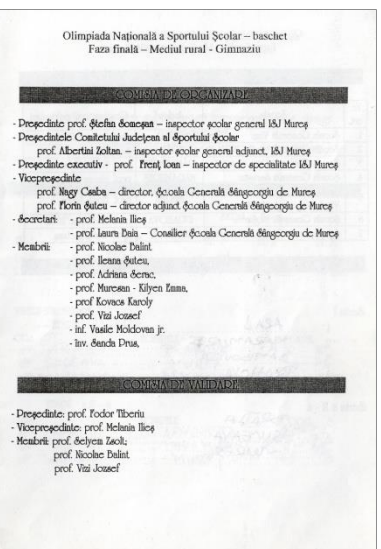 Olimpiada Națională a Sportului Școlar – baschet
Faza finală – Mediul rural - Gimnaziu
COMISIA DE ORGANIZARE
- Președinte prof. Ștefan Someșan – inspector școlar general ISJ Mureș
- Președintele Comitetului Județean al Sportului Școlar
prof. Albertini Zoltan, – inspector școlar general adjunct, ISJ Mureș
- Președinte executiv - prof. Frenț Ioan – inspector de specialitate ISJ Mureș
- Vicepreședinte
prof. Nagy Csaba – director, Școala Generală Sângeorgiu de Mureș
prof. Florin Șuteu – director adjunct Școala Generală Sângeorgiu de Mureș
- Secretari: - prof. Melania Ilieș
- prof. Laura Baia – Consilier Școala Generală Sângeorgiu de Mureș
- Membrii: - prof. Nicolae Balint
- prof. Ileana Șuteu,
- prof. Adriana Serac,
- prof. Muresan - Kilyen Emma,
- prof Kovacs Karoly
- prof. Vizi Jozsef
- inf. Vasile Moldovan jr.
- înv. Sanda Prus,
COMISIA DE VALIDARE
- Președinte: prof. Fodor Tiberiu
- Vicepreședinte: prof. Melania Ilieș
- Membrii: prof. Selyem Zsolt;
prof. Nicolae Balint
prof. Vizi Jozsef